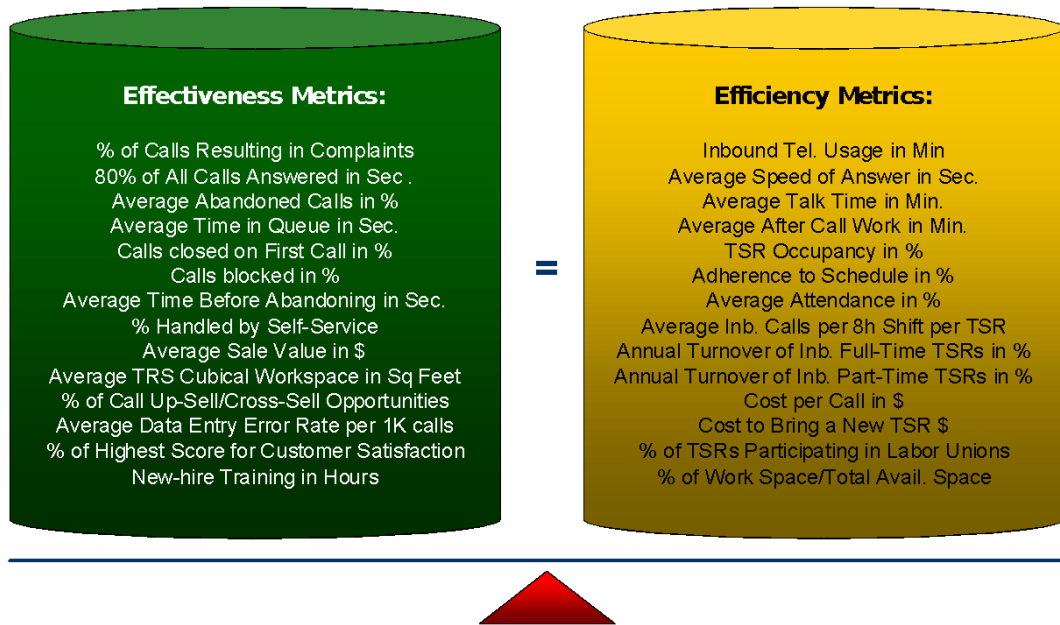 Effectiveness Metrics:
% of Calls Resulting in Complaints
80% of All Calls Answered in Sec .
Average Abandoned Calls in %
Average Time in Queue in Sec.
Calls closed on First Call in %
Calls blocked in %
Average Time Before Abandoning in Sec.
% Handled by Self-Service
Average Sale Value in $
Average TRS Cubical Workspace in Sq Feet
% of Call Up-Sell/Cross-Sell Opportunities
Average Data Entry Error Rate per 1K calls
% of Highest Score for Customer Satisfaction
New-hire Training in Hours
=
Efficiency Metrics:
Inbound Tel. Usage in Min
Average Speed of Answer in Sec.
Average Talk Time in Min.
Average After Call Work in Min.
TSR Occupancy in %
Adherence to Schedule in %
Average Attendance in %
Average Inb. Calls per 8h Shift per TSR
Annual Turnover of Inb. Full-Time TSRs in %
Annual Turnover of Inb. Part-Time TSRs in %
Cost per Call in $
Cost to Bring a New TSR $
% of TSRs Participating in Labor Unions
% of Work Space/Total Avail. Space